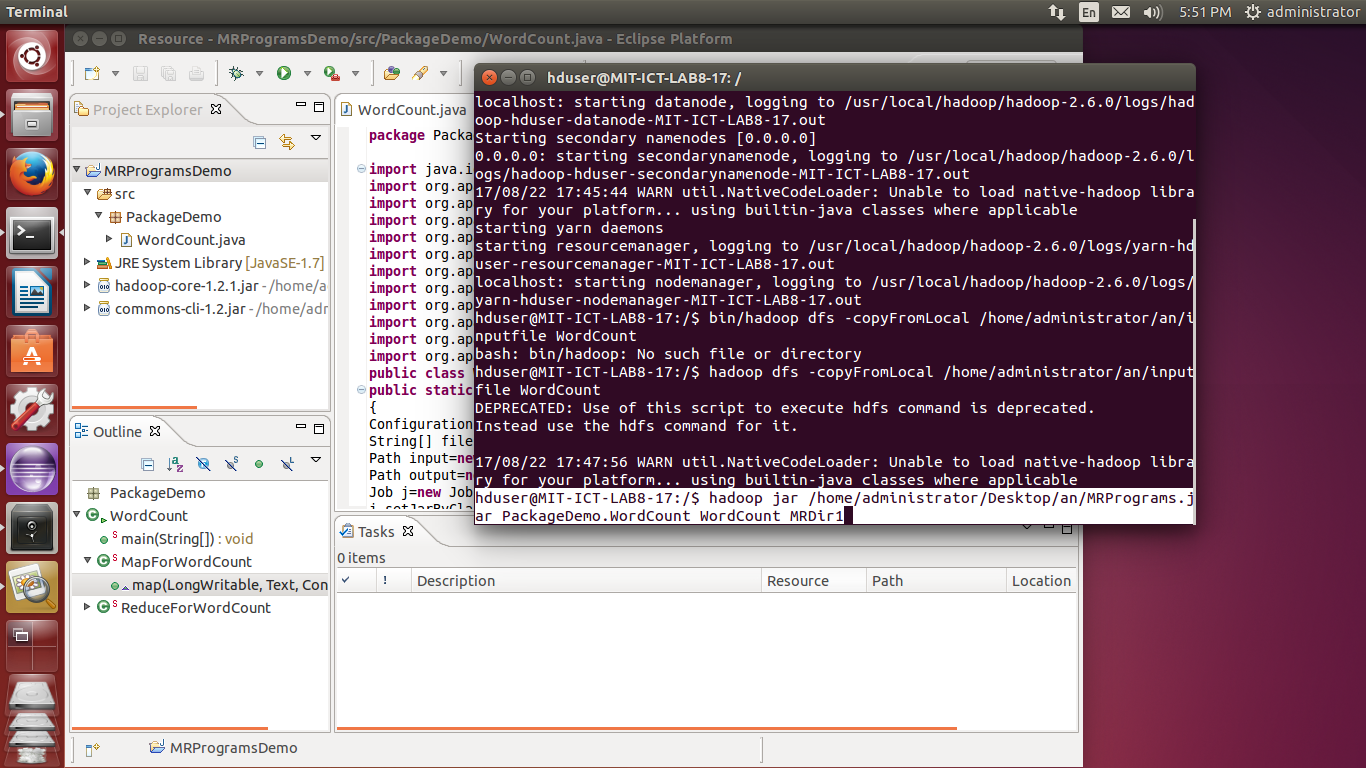 Terminal
En
5:51 PM
administrator
Resource - MRProgramsDemo/src/PackageDemo/WordCount.java - Eclipse Platform
Project Explorer
MRProgramsDemo
src
PackageDemo
WordCount.java
JRE System Library [JavaSE-1.7]
hadoop-core-1.2.1.jar - /home/a
commons-cli-1.2.jar - /home/adr
Outline
PackageDemo
WordCount
main(String[]) : void
MapForWordCount
map(LongWritable, Text, Con
ReduceForWordCount
WordCount.java
package Packa
import java.i
import org.ap
import org.ap
import org.ap
import org.ap
import org.ap
import org.ap
import org.ap
import org.ap
import org.ap
import org.ap
import org.ap
public class
public static
{
Configuration
String[] file
Path input=new
Path output=ne
Job j=new Job
j.setJarByCl
hduser@MIT-ICT-LAB8-17: /
localhost: starting datanode, logging to /usr/local/hadoop/hadoop-2.6.0/logs/had
oop-hduser-datanode-MIT-ICT-LAB8-17.out
Starting secondary namenodes [0.0.0.0]
0.0.0.0: starting secondarynamenode, logging to /usr/local/hadoop/hadoop-2.6.0/l
ogs/hadoop-hduser-secondarynamenode-MIT-ICT-LAB8-17.out
17/08/22 17:45:44 WARN util.NativeCodeLoader: Unable to load native-hadoop libra
ry for your platform... using builtin-java classes where applicable
starting yarn daemons
starting resourcemanager, logging to /usr/local/hadoop/hadoop-2.6.0/logs/yarn-hd
user-resourcemanager-MIT-ICT-LAB8-17.out
localhost: starting nodemanager, logging to /usr/local/hadoop/hadoop-2.6.0/logs/
yarn-hduser-nodemanager-MIT-ICT-LAB8-17.out
hduser@MIT-ICT-LAB8-17:/$ bin/hadoop dfs -copyFromLocal /home/administrator/an/i
nputfile WordCount
bash: bin/hadoop: No such file or directory
hduser@MIT-ICT-LAB8-17:/$ hadoop dfs -copyFromLocal /home/administrator/an/input
file WordCount
DEPRECATED: Use of this script to execute hdfs command is deprecated.
Instead use the hdfs command for it.
17/08/22 17:47:56 WARN util.NativeCodeLoader: Unable to load native-hadoop libra
ry for your platform... using builtin-java classes where applicable
hduser@MIT-ICT-LAB8-17:/$ hadoop jar /home/administrator/Desktop/an/MRPrograms.j
ar PackageDemo.WordCount WordCount MRDir1
Tasks
0 items
! Description Resource Path Location
MRProgramsDemo